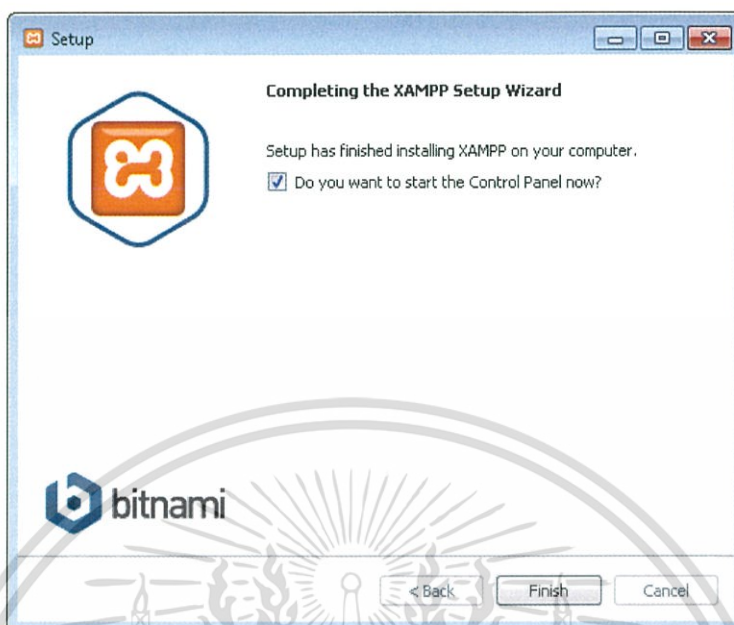 Setup
Completing the XAMPP Setup Wizard
Setup has finished installing XAMPP on your computer.
Do you want to start the Control Panel now?
bitnami
< Back
Finish
Cancel